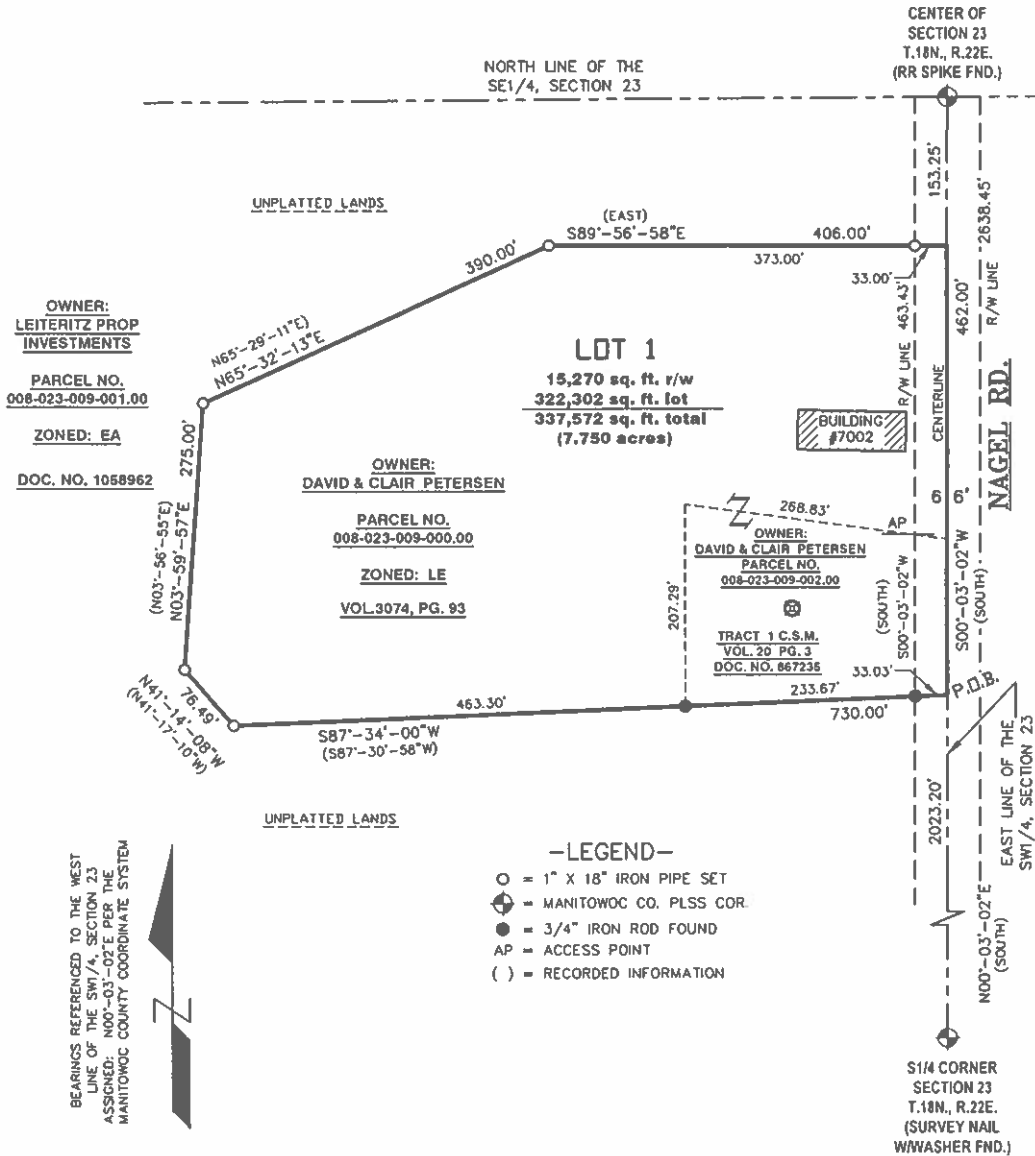 CENTER OF
SECTION 23
T.18N., R.22E.
(RR SPIKE FND.)
NORTH LINE OF THE
SE1/4, SECTION 23
153.25'
2638.45'
R/W LINE
UNPLATTED LANDS
(EAST)
S89°-56'-58"E
406.00'
373.00'
33.00'
390.00'
(N65°-29'-11"E)
N65°-32'-13"E
463.43'
R/W LINE
462.00'
CENTERLINE
OWNER:
LEITERITZ PROP
INVESTMENTS
PARCEL NO.
008-023-009-001.00
ZONED: EA
DOC. NO. 1058962
LOT 1
15,270 sq. ft. r/w
322,302 sq. ft. lot
337,572 sq. ft. total
(7.750 acres)
BUILDING
#7002
NAGEL RD.
66'
275.00'
(N03°-56'-55"E)
N03°-59'-57"E
OWNER:
DAVID & CLAIR PETERSEN
PARCEL NO.
008-023-009-000.00
ZONED: LE
VOL.3074, PG. 93
268.83'
AP
Z
207.29'
OWNER:
DAVID & CLAIR PETERSEN
PARCEL NO.
008-023-009-002.00
TRACT 1 C.S.M.
VOL. 20 PG. 3
DOC. NO. 867235
(SOUTH)
S00°-03'-02"W
S00°-03'-02"W
(SOUTH)
33.03'
P.O.B.
76.49'
N41°-14'-08"W
(N41°-17'-10"W)
463.30'
233.67'
730.00'
S87°-34'-00"W
(S87°-30'-58"W)
UNPLATTED LANDS
2023.20'
EAST LINE OF THE
SW1/4, SECTION 23
N00°-03'-02"E
(SOUTH)
-LEGEND-
= 1" X 18" IRON PIPE SET
= MANITOWOC CO. PLSS COR.
= 3/4" IRON ROD FOUND
AP = ACCESS POINT
( ) = RECORDED INFORMATION
BEARINGS REFERENCED TO THE WEST
LINE OF THE SW1/4, SECTION 23
ASSIGNED: N00°-03'-02"E PER THE
MANITOWOC COUNTY COORDINATE SYSTEM
N
S1/4 CORNER
SECTION 23
T.18N., R.22E.
(SURVEY NAIL
W/WASHER FND.)